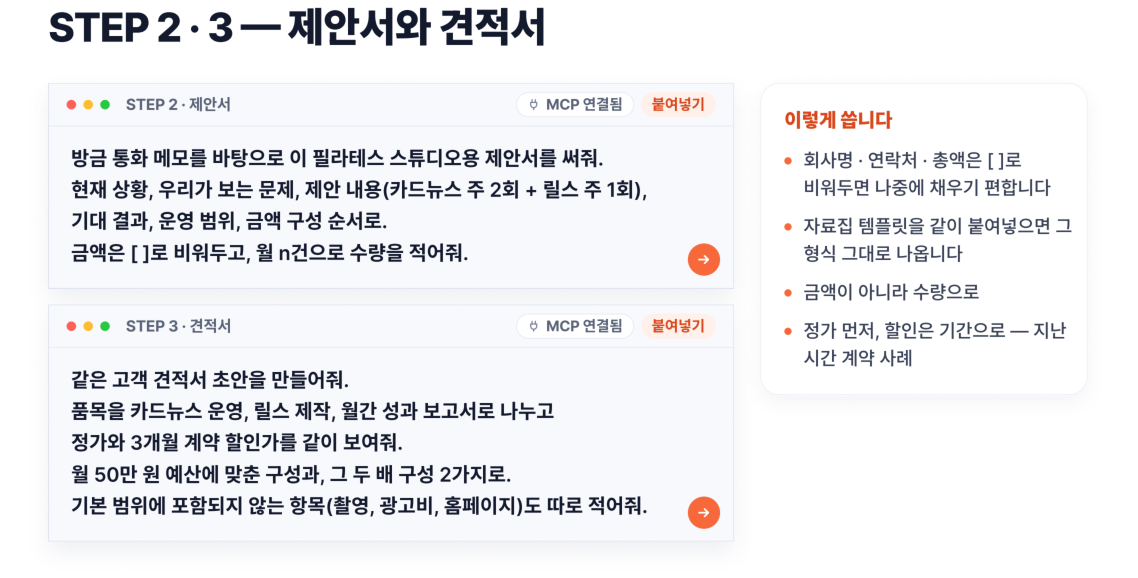 STEP 2 · 3 — 제안서와 견적서
STEP 2 · 제안서
MCP 연결됨
붙여넣기
방금 통화 메모를 바탕으로 이 필라테스 스튜디오용 제안서를 써줘.
현재 상황, 우리가 보는 문제, 제안 내용(카드뉴스 주 2회 + 릴스 주 1회),
기대 결과, 운영 범위, 금액 구성 순서로.
금액은 [ ]로 비워두고, 월 n건으로 수량을 적어줘.
STEP 3 · 견적서
MCP 연결됨
붙여넣기
같은 고객 견적서 초안을 만들어줘.
품목을 카드뉴스 운영, 릴스 제작, 월간 성과 보고서로 나누고
정가와 3개월 계약 할인가를 같이 보여줘.
월 50만 원 예산에 맞춘 구성과, 그 두 배 구성 2가지로.
기본 범위에 포함되지 않는 항목(촬영, 광고비, 홈페이지)도 따로 적어줘.
이렇게 씁니다
회사명 · 연락처 · 총액은 [ ]로
비워두면 나중에 채우기 편합니다
자료집 템플릿을 같이 붙여넣으면 그
형식 그대로 나옵니다
금액이 아니라 수량으로
정가 먼저, 할인은 기간으로 — 지난
시간 계약 사례